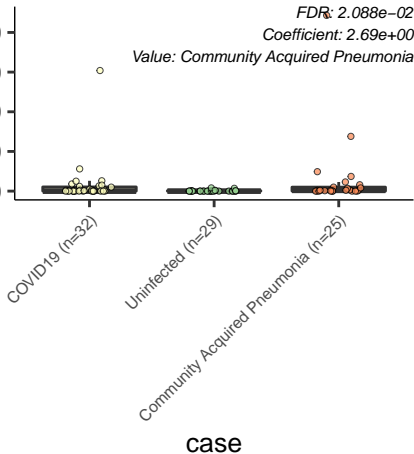 FDR: 2.088e−02
Coefficient: 2.69e+00
Value: Community Acquired Pneumonia
COVID19 (n=32)
Uninfected (n=29)
Community Acquired Pneumonia (n=25)
case